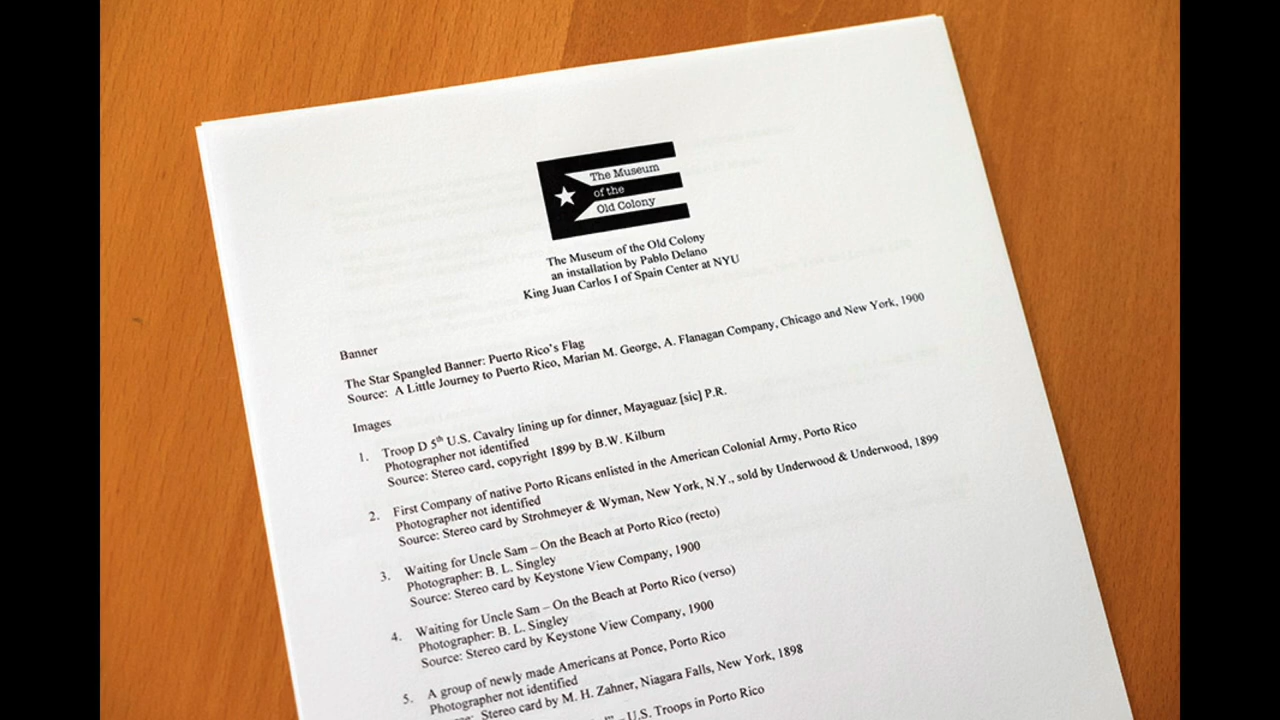 The Museum
of the
Old Colony
The Museum of the Old Colony
an installation by Pablo Delano
King Juan Carlos I of Spain Center at NYU
Banner
The Star Spangled Banner: Puerto Rico's Flag
Source: A Little Journey to Puerto Rico, Marian M. George, A. Flanagan Company, Chicago and New York, 1900
Images
1. Troop D 5th U.S. Cavalry lining up for dinner, Mayaguaz [sic] P.R.
Photographer not identified
Source: Stereo card, copyright 1899 by B.W. Kilburn
2. First Company of native Porto Ricans enlisted in the American Colonial Army, Porto Rico
Photographer not identified
Source: Stereo card by Strohmeyer & Wyman, New York, N.Y., sold by Underwood & Underwood, 1899
3. Waiting for Uncle Sam – On the Beach at Porto Rico (recto)
Photographer: B. L. Singley
Source: Stereo card by Keystone View Company, 1900
4. Waiting for Uncle Sam – On the Beach at Porto Rico (verso)
Photographer: B. L. Singley
Source: Stereo card by Keystone View Company, 1900
5. A group of newly made Americans at Ponce, Porto Rico
Photographer not identified
Stereo card by M. H. Zahner, Niagara Falls, New York, 1898
– U.S. Troops in Porto Rico